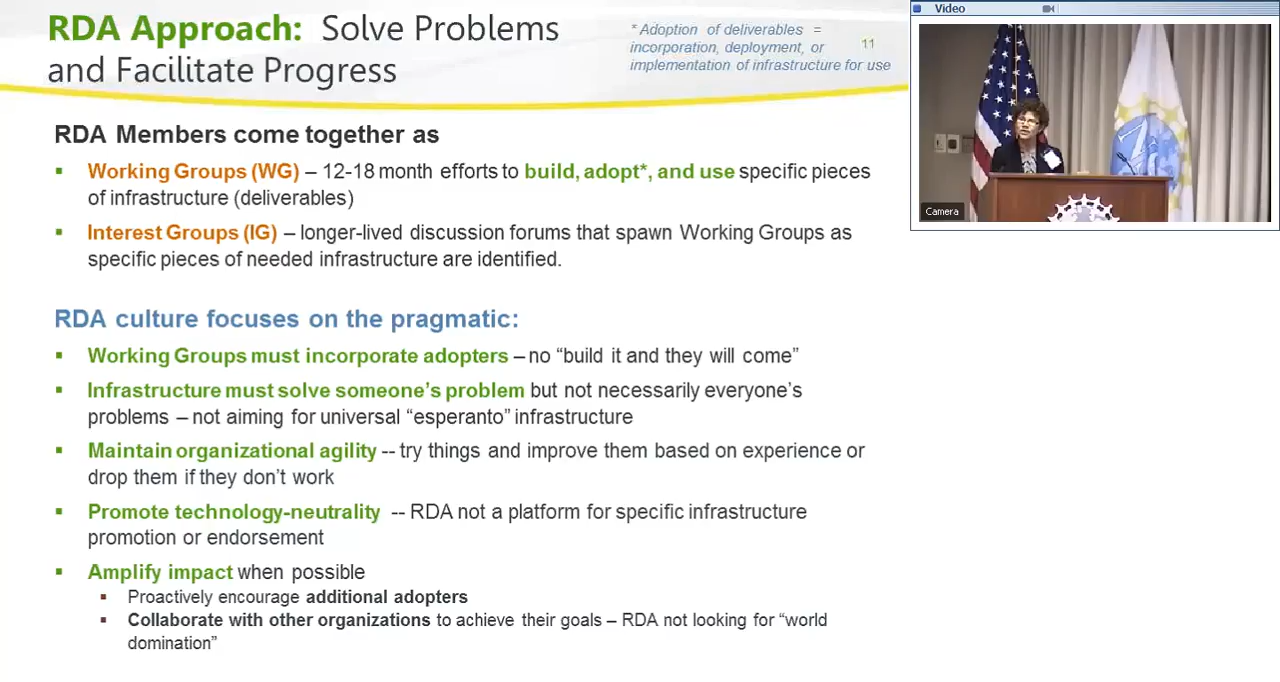 RDA Approach: Solve Problems
and Facilitate Progress
* Adoption of deliverables =
incorporation, deployment, or
implementation of infrastructure for use
11
RDA Members come together as
▪ Working Groups (WG) – 12-18 month efforts to build, adopt*, and use specific pieces
of infrastructure (deliverables)
▪ Interest Groups (IG) – longer-lived discussion forums that spawn Working Groups as
specific pieces of needed infrastructure are identified.
RDA culture focuses on the pragmatic:
▪ Working Groups must incorporate adopters – no “build it and they will come”
▪ Infrastructure must solve someone’s problem but not necessarily everyone’s
problems – not aiming for universal “esperanto” infrastructure
▪ Maintain organizational agility -- try things and improve them based on experience or
drop them if they don’t work
▪ Promote technology-neutrality -- RDA not a platform for specific infrastructure
promotion or endorsement
▪ Amplify impact when possible
▪ Proactively encourage additional adopters
▪ Collaborate with other organizations to achieve their goals – RDA not looking for “world
domination”
Video
Camera